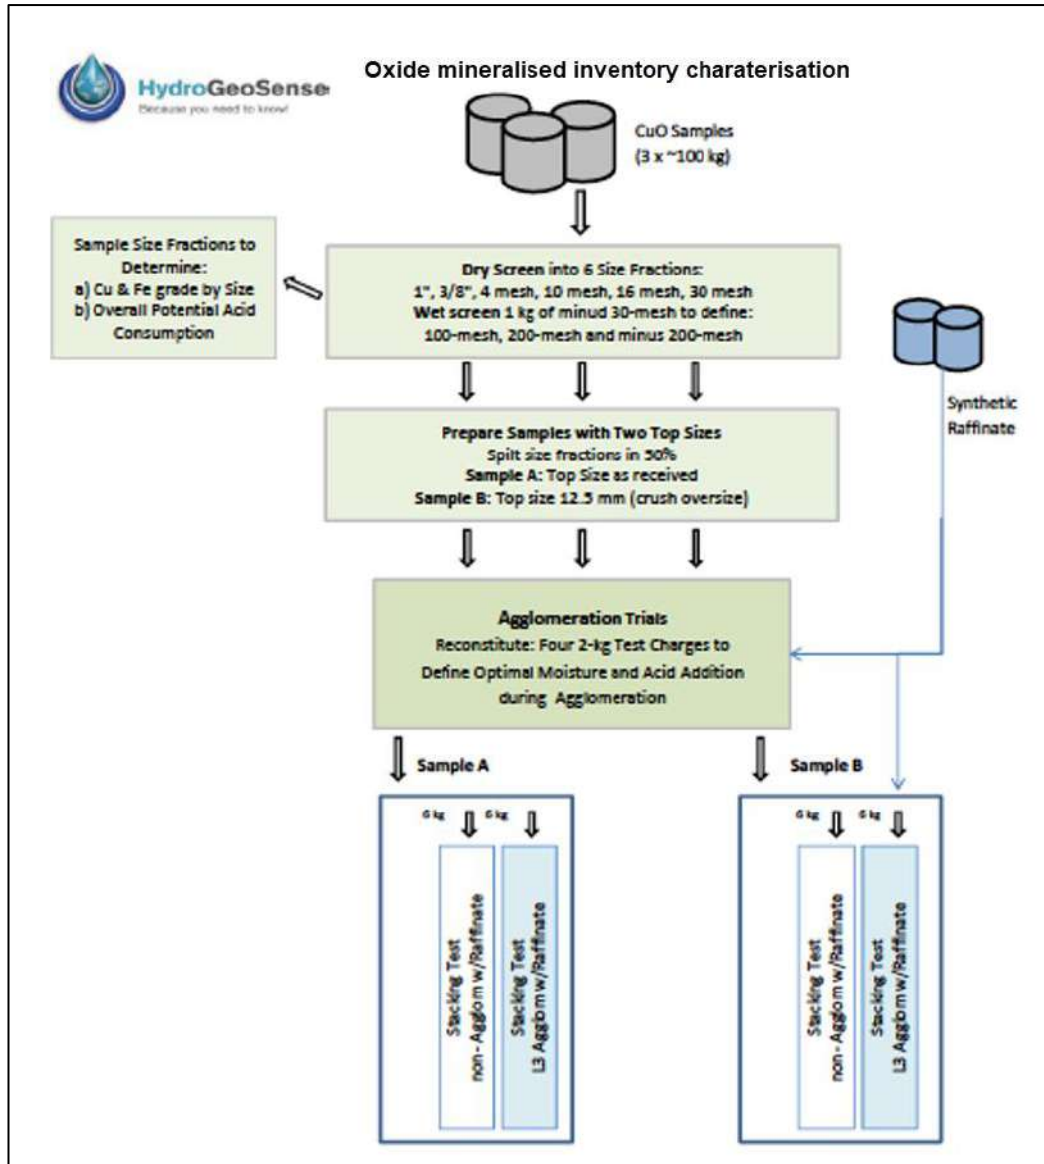 HydroGeoSense
Because you need to know!
Oxide mineralised inventory charaterisation
CuO Samples
(3 x ~100 kg)
Sample Size Fractions to
Determine:
a) Cu & Fe grade by Size
b) Overall Potential Acid
Consumption
Dry Screen into 6 Size Fractions:
1", 3/8", 4 mesh, 10 mesh, 16 mesh, 30 mesh
Wet screen 1 kg of minud 30-mesh to define:
100-mesh, 200-mesh and minus 200-mesh
Synthetic
Raffinate
Prepare Samples with Two Top Sizes
Spilt size fractions in 50%
Sample A: Top Size as received
Sample B: Top size 12.5 mm (crush oversize)
Agglomeration Trials
Reconstitute: Four 2-kg Test Charges to
Define Optimal Moisture and Acid Addition
during Agglomeration
Sample A
Sample B
6 kg
6 kg
6 kg
6 kg
Stacking Test
non- Agglom w/Raffinate
Stacking Test
L3 Agglom w/Raffinate
Stacking Test
non- Agglom w/Raffinate
Stacking Test
L3 Agglom w/Raffinate